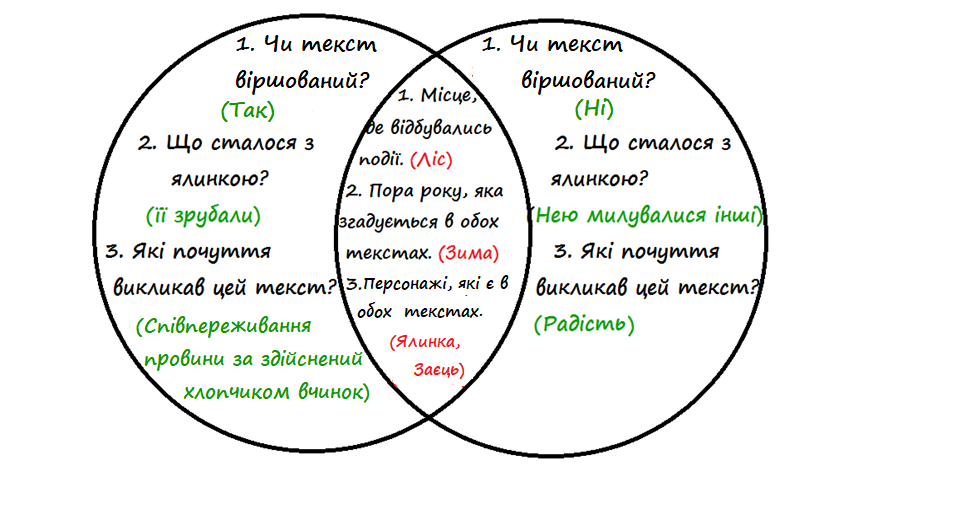 1. Чи текст
віршований?
(Так)
2. Що сталося з
ялинкою?
(її зрубали)
3. Які почуття
викликав цей текст?
(Співпереживання
провини за здійснений
хлопчиком вчинок)
1. Місце,
де відбувались
події. (Ліс)
2. Пора року, яка
згадується в обох
текстах. (Зима)
3.Персонажі, які є в
обох текстах.
(Ялинка,
Заєць)
1. Чи текст
віршований?
(Ні)
2. Що сталося з
ялинкою?
(Нею милувалися інші)
3. Які почуття
викликав цей текст?
(Радість)